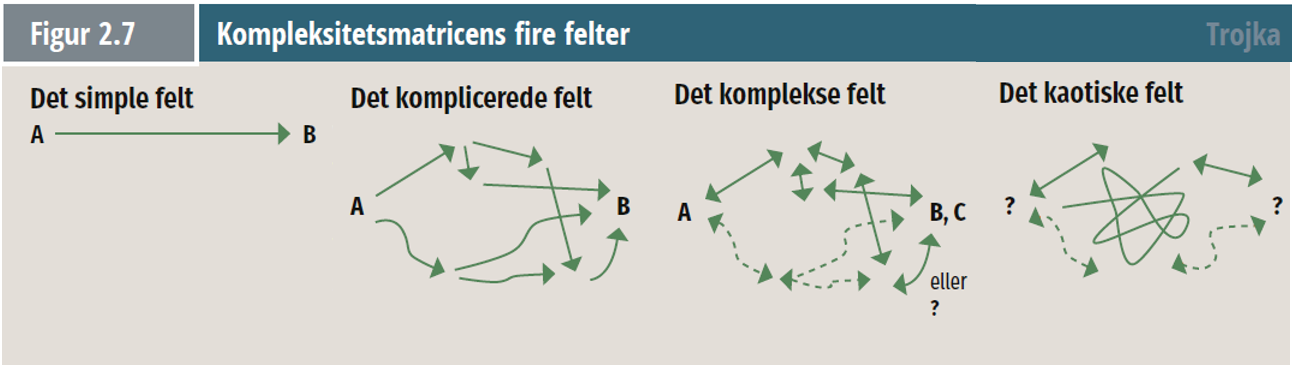 Figur 2.7
Kompleksitetsmatricens fire felter
Trojka
Det simple felt
A
B
Det komplicerede felt
A
B
Det komplekse felt
A
B, C
eller
?
Det kaotiske felt
?
?